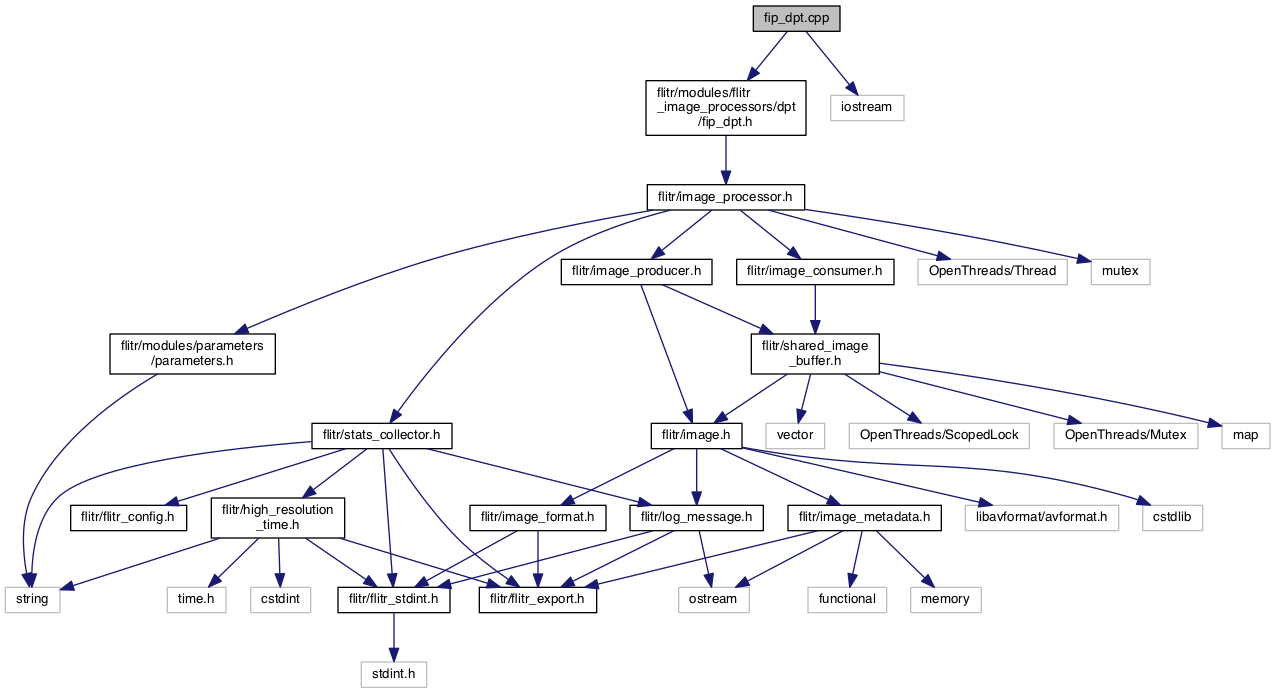 fip_dpt.cpp
flitr/modules/flitr
_image_processors/dpt
/fip_dpt.h
iostream
flitr/image_processor.h
flitr/image_producer.h
flitr/image_consumer.h
OpenThreads/Thread
mutex
flitr/modules/parameters
/parameters.h
flitr/shared_image
_buffer.h
flitr/stats_collector.h
flitr/image.h
vector
OpenThreads/ScopedLock
OpenThreads/Mutex
map
flitr/flitr_config.h
flitr/high_resolution
_time.h
flitr/image_format.h
flitr/log_message.h
flitr/image_metadata.h
libavformat/avformat.h
cstdlib
string
time.h
cstdint
flitr/flitr_stdint.h
flitr/flitr_export.h
ostream
functional
memory
stdint.h